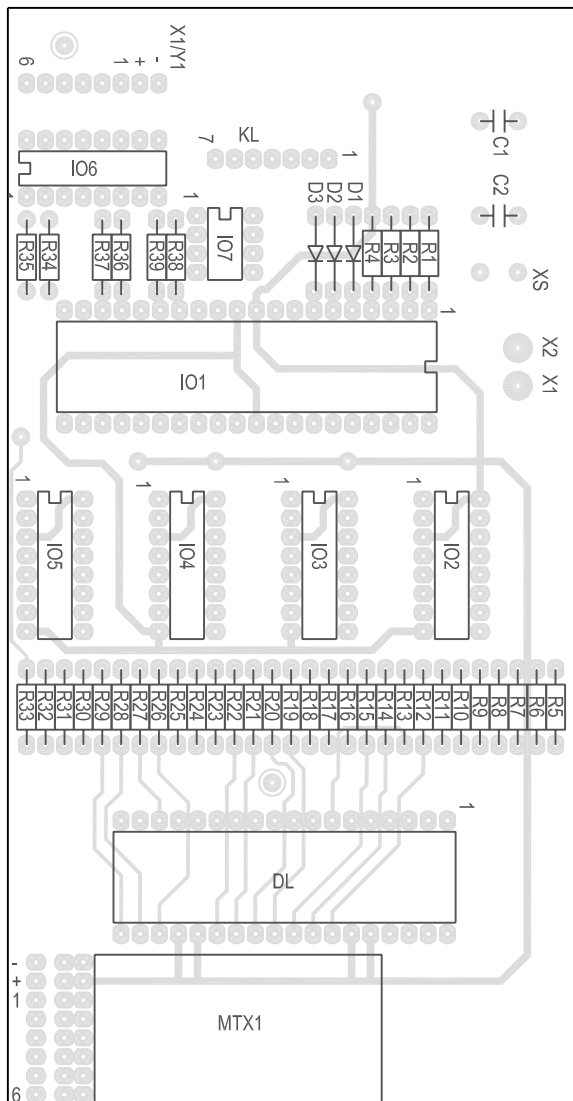 X1/Y1
6 1 + -
KL
7 1
C1
IO6
1
1
D3 D2 D1
C2
R35 R34 R37 R36 R39 R38
IO7
R4 R3 R2 R1
XS
1
X2
IO1
X1
1 1 1 1
IO5 IO4 IO3 IO2
R33 R32 R31 R30 R29 R28 R27 R26 R25 R24 R23 R22 R21 R20 R19 R18 R17 R16 R15 R14 R13 R12 R11 R10 R9 R8 R7 R6 R5
1
DL
-
+
1
MTX1
6